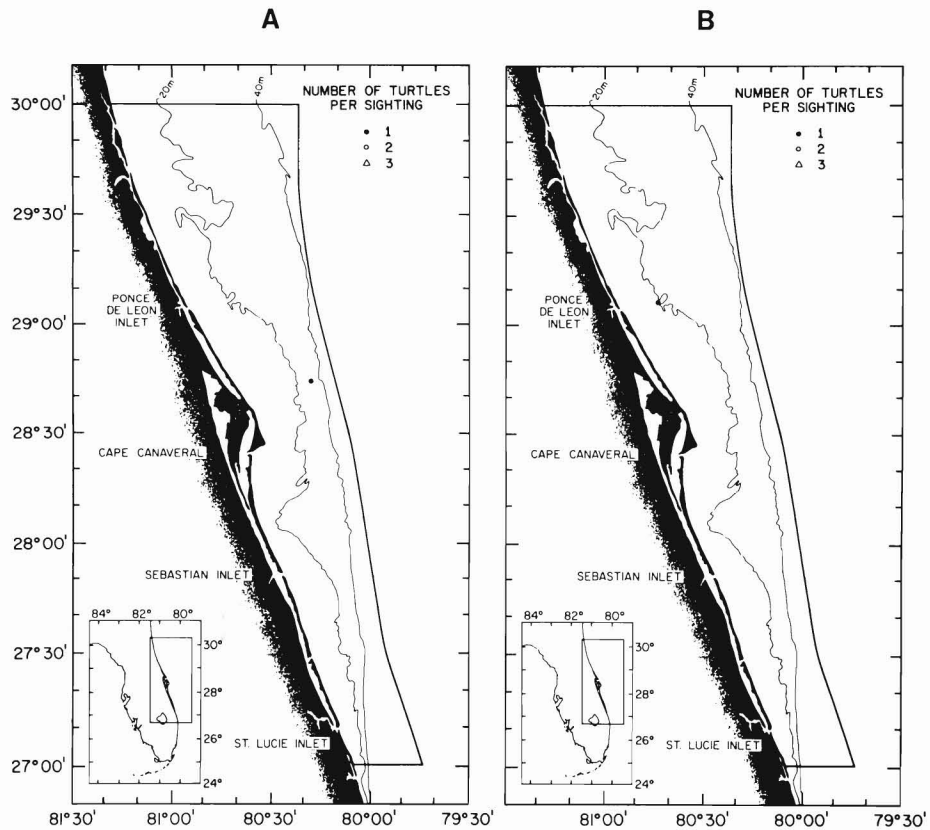 A
B
20m
40m
NUMBER OF TURTLES
PER SIGHTING
1
2
3
30°00'
29°30'
29°00'
28°30'
28°00'
27°30'
27°00'
PONCE
DE LEON
INLET
CAPE CANAVERAL
SEBASTIAN INLET
ST. LUCIE INLET
84° 82° 80°
30°
28°
26°
24°
81°30' 81°00' 80°30' 80°00' 79°30'
20m
40m
NUMBER OF TURTLES
PER SIGHTING
1
2
3
PONCE
DE LEON
INLET
CAPE CANAVERAL
SEBASTIAN INLET
ST. LUCIE INLET
84° 82° 80°
30°
28°
26°
24°
81°30' 81°00' 80°30' 80°00' 79°30'